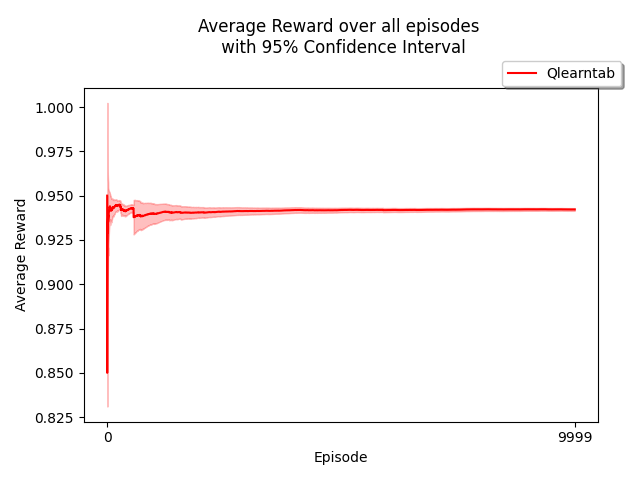 Average Reward over all episodes
with 95% Confidence Interval
Qlearntab
1.000
0.975
0.950
0.925
0.900
0.875
0.850
0.825
Average Reward
0
9999
Episode